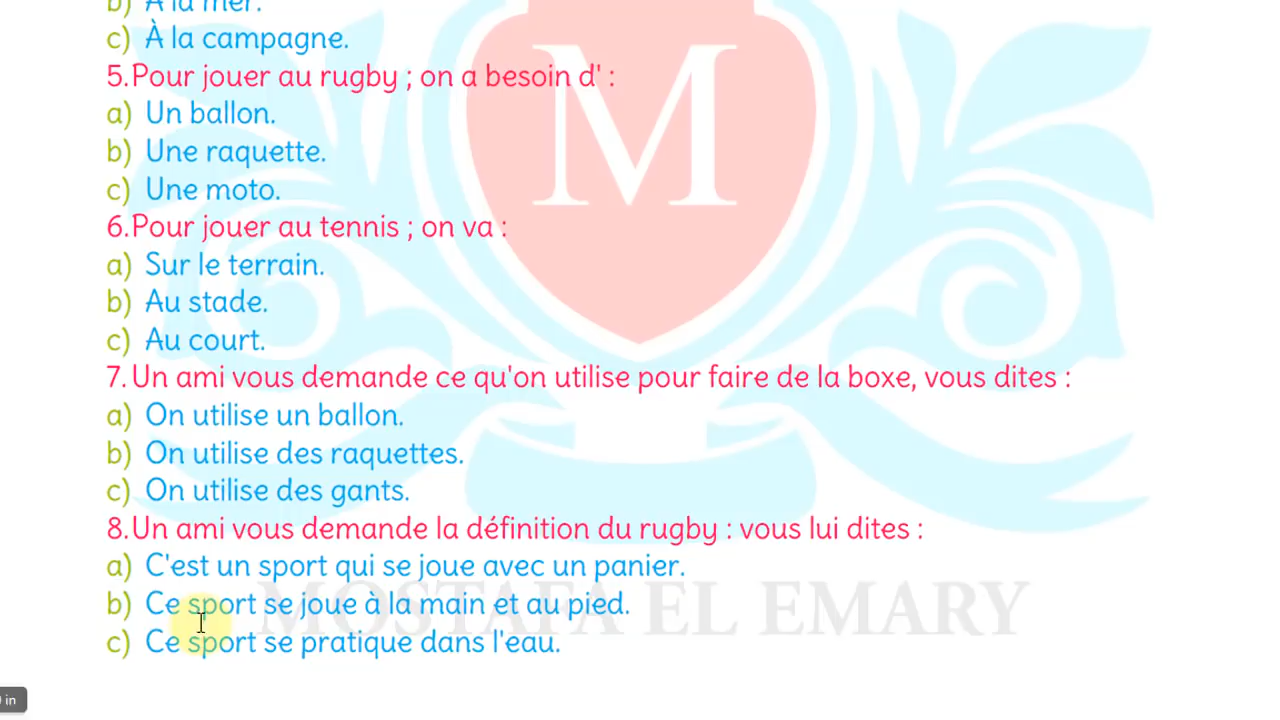 b) À la mer.
c) À la campagne.
5.Pour jouer au rugby ; on a besoin d' :
a) Un ballon.
b) Une raquette.
c) Une moto.
6.Pour jouer au tennis ; on va :
a) Sur le terrain.
b) Au stade.
c) Au court.
7.Un ami vous demande ce qu'on utilise pour faire de la boxe, vous dites :
a) On utilise un ballon.
b) On utilise des raquettes.
c) On utilise des gants.
8.Un ami vous demande la définition du rugby : vous lui dites :
a) C'est un sport qui se joue avec un panier.
b) Ce sport se joue à la main et au pied.
c) Ce sport se pratique dans l'eau.
M
MOSTAFA EL EMARY
in